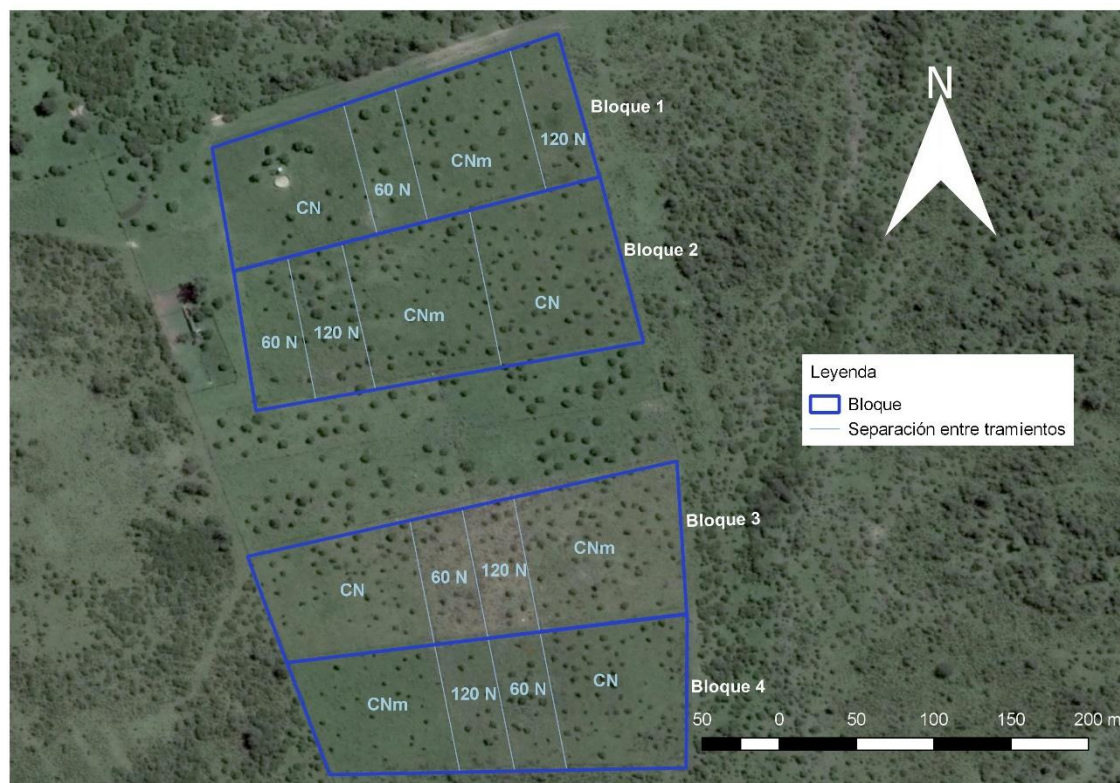 N
Bloque 1
120 N
CNm
60 N
CN
Bloque 2
CN
CNm
120 N
60 N
Leyenda
Bloque
Separación entre tramientos
Bloque 3
CNm
120 N
60 N
CN
Bloque 4
CN
60 N
120 N
CNm
50 0 50 100 150 200 m